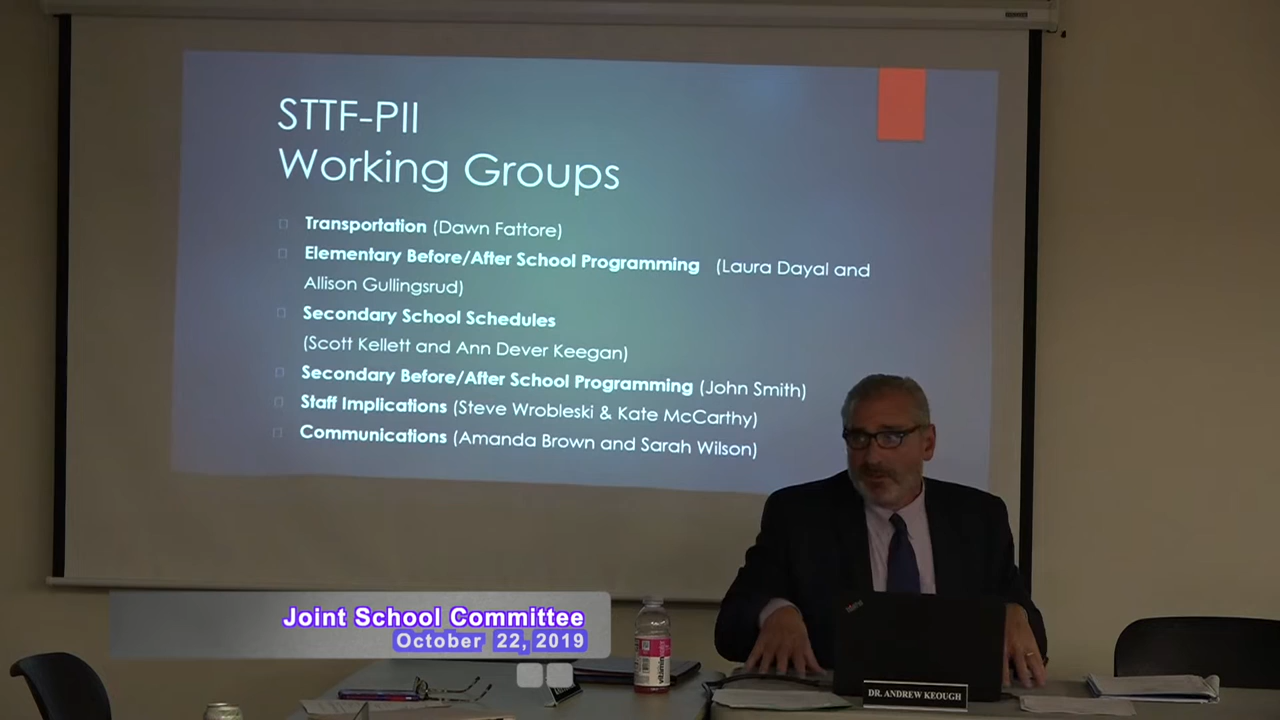 STTF-PII
Working Groups
Transportation (Dawn Fattore)
Elementary Before/After School Programming (Laura Dayal and
Allison Gullingsrud)
Secondary School Schedules
(Scott Kellett and Ann Dever Keegan)
Secondary Before/After School Programming (John Smith)
Staff Implications (Steve Wrobleski & Kate McCarthy)
Communications (Amanda Brown and Sarah Wilson)
Joint School Committee
October 22, 2019
vitamin
DR. ANDREW KEOUGH